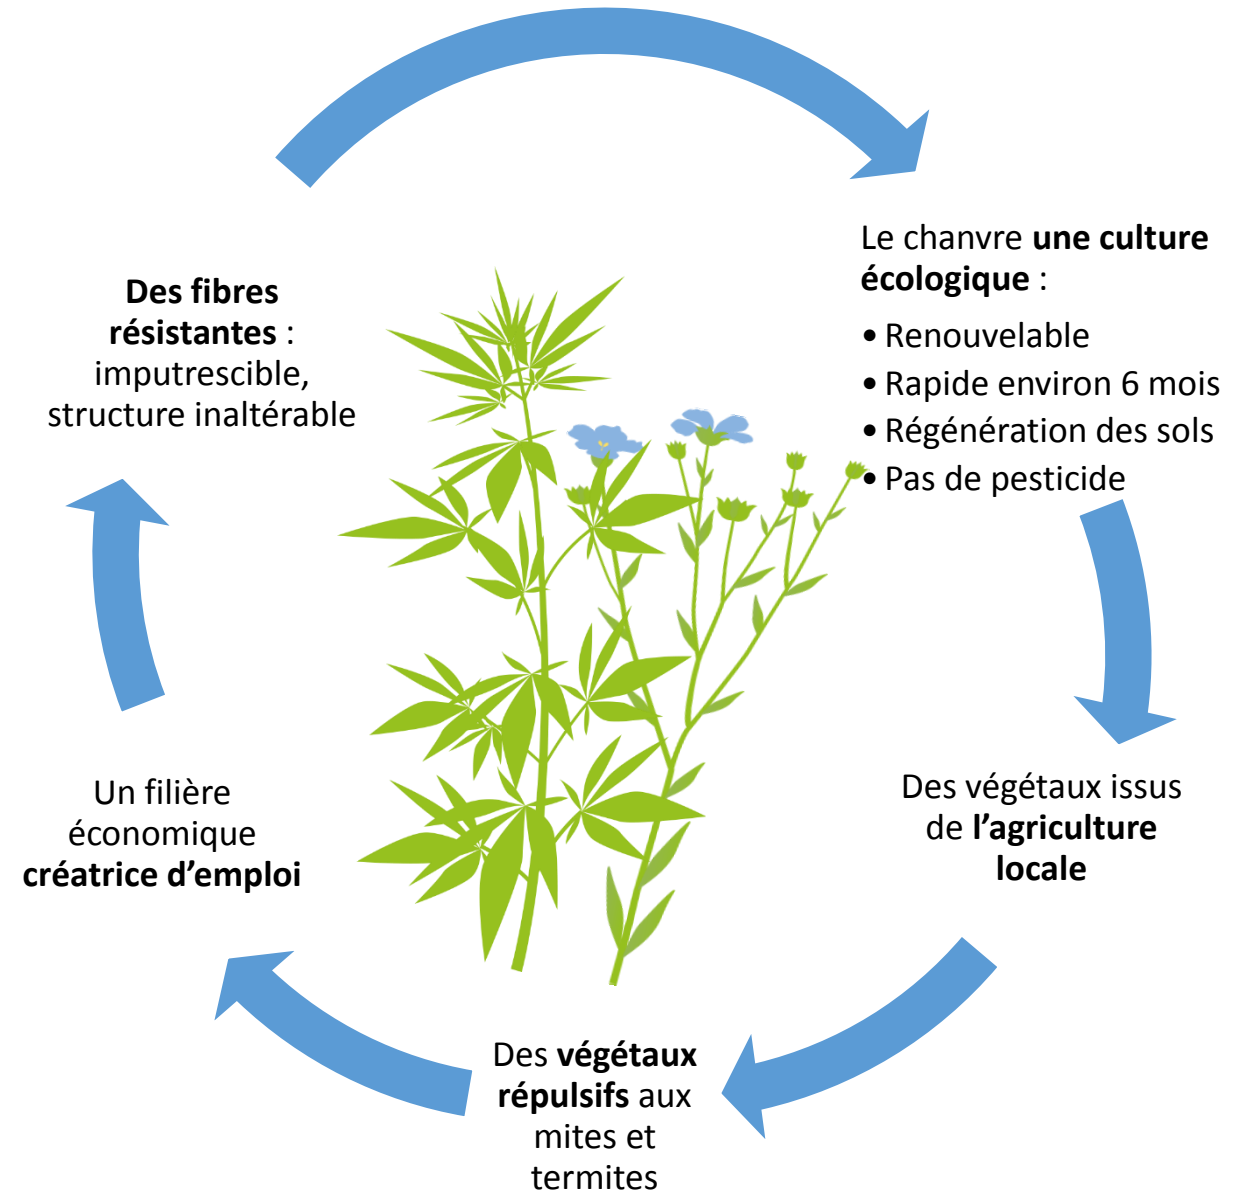 Le chanvre une culture
écologique :
• Renouvelable
• Rapide environ 6 mois
• Régénération des sols
• Pas de pesticide
Des végétaux issus
de l’agriculture
locale
Des végétaux
répulsifs aux
mites et
termites
Un filière
économique
créatrice d’emploi
Des fibres
résistantes :
imputrescible,
structure inaltérable